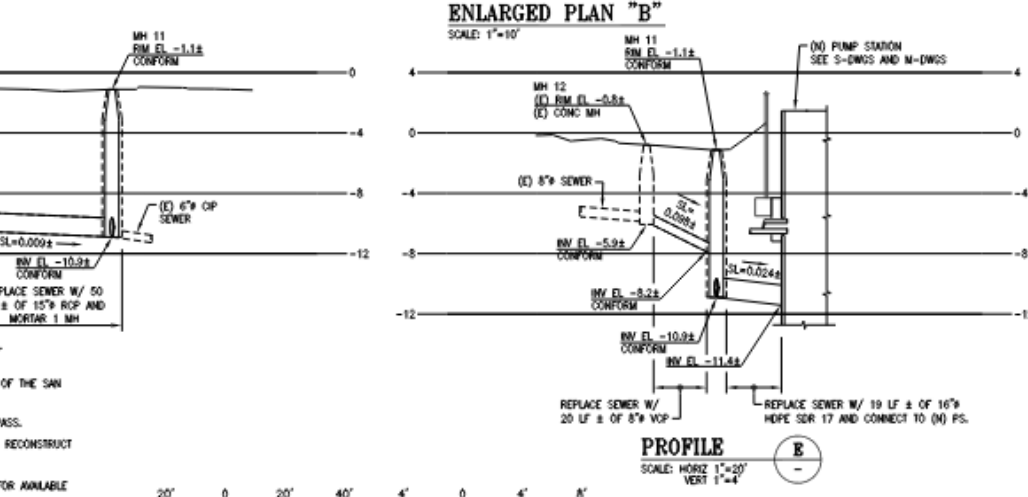 MH 11
RIM EL -1.1±
CONFORM
0
-4
-8
-12
(E) 6"ø CIP
SEWER
SL=0.009±
INV EL -10.9±
CONFORM
PLACE SEWER W/ 50
± OF 15"ø RCP AND
MORTAR 1 MH
OF THE SAN
RECONSTRUCT
FOR AVAILABLE
20' 0 20' 40' 4' 0 4' 8'
ENLARGED PLAN "B"
SCALE: 1"=10'
MH 11
RIM EL -1.1±
CONFORM
(N) PUMP STATION
SEE S-DWGS AND M-DWGS
4
0
-4
-8
-12
4
0
-4
-8
-1
MH 12
(E) RIM EL -0.8±
(E) CONC MH
(E) 8"ø SEWER
SL=
0.098±
INV EL -5.9±
CONFORM
SL=0.024±
INV EL -8.2±
CONFORM
INV EL -10.9±
CONFORM
INV EL -11.4±
REPLACE SEWER W/
20 LF ± OF 8"ø VCP
REPLACE SEWER W/ 19 LF ± OF 16"ø
HDPE SDR 17 AND CONNECT TO (N) PS.
PROFILE
E
-
SCALE: HORIZ 1"=20'
VERT 1"=4'